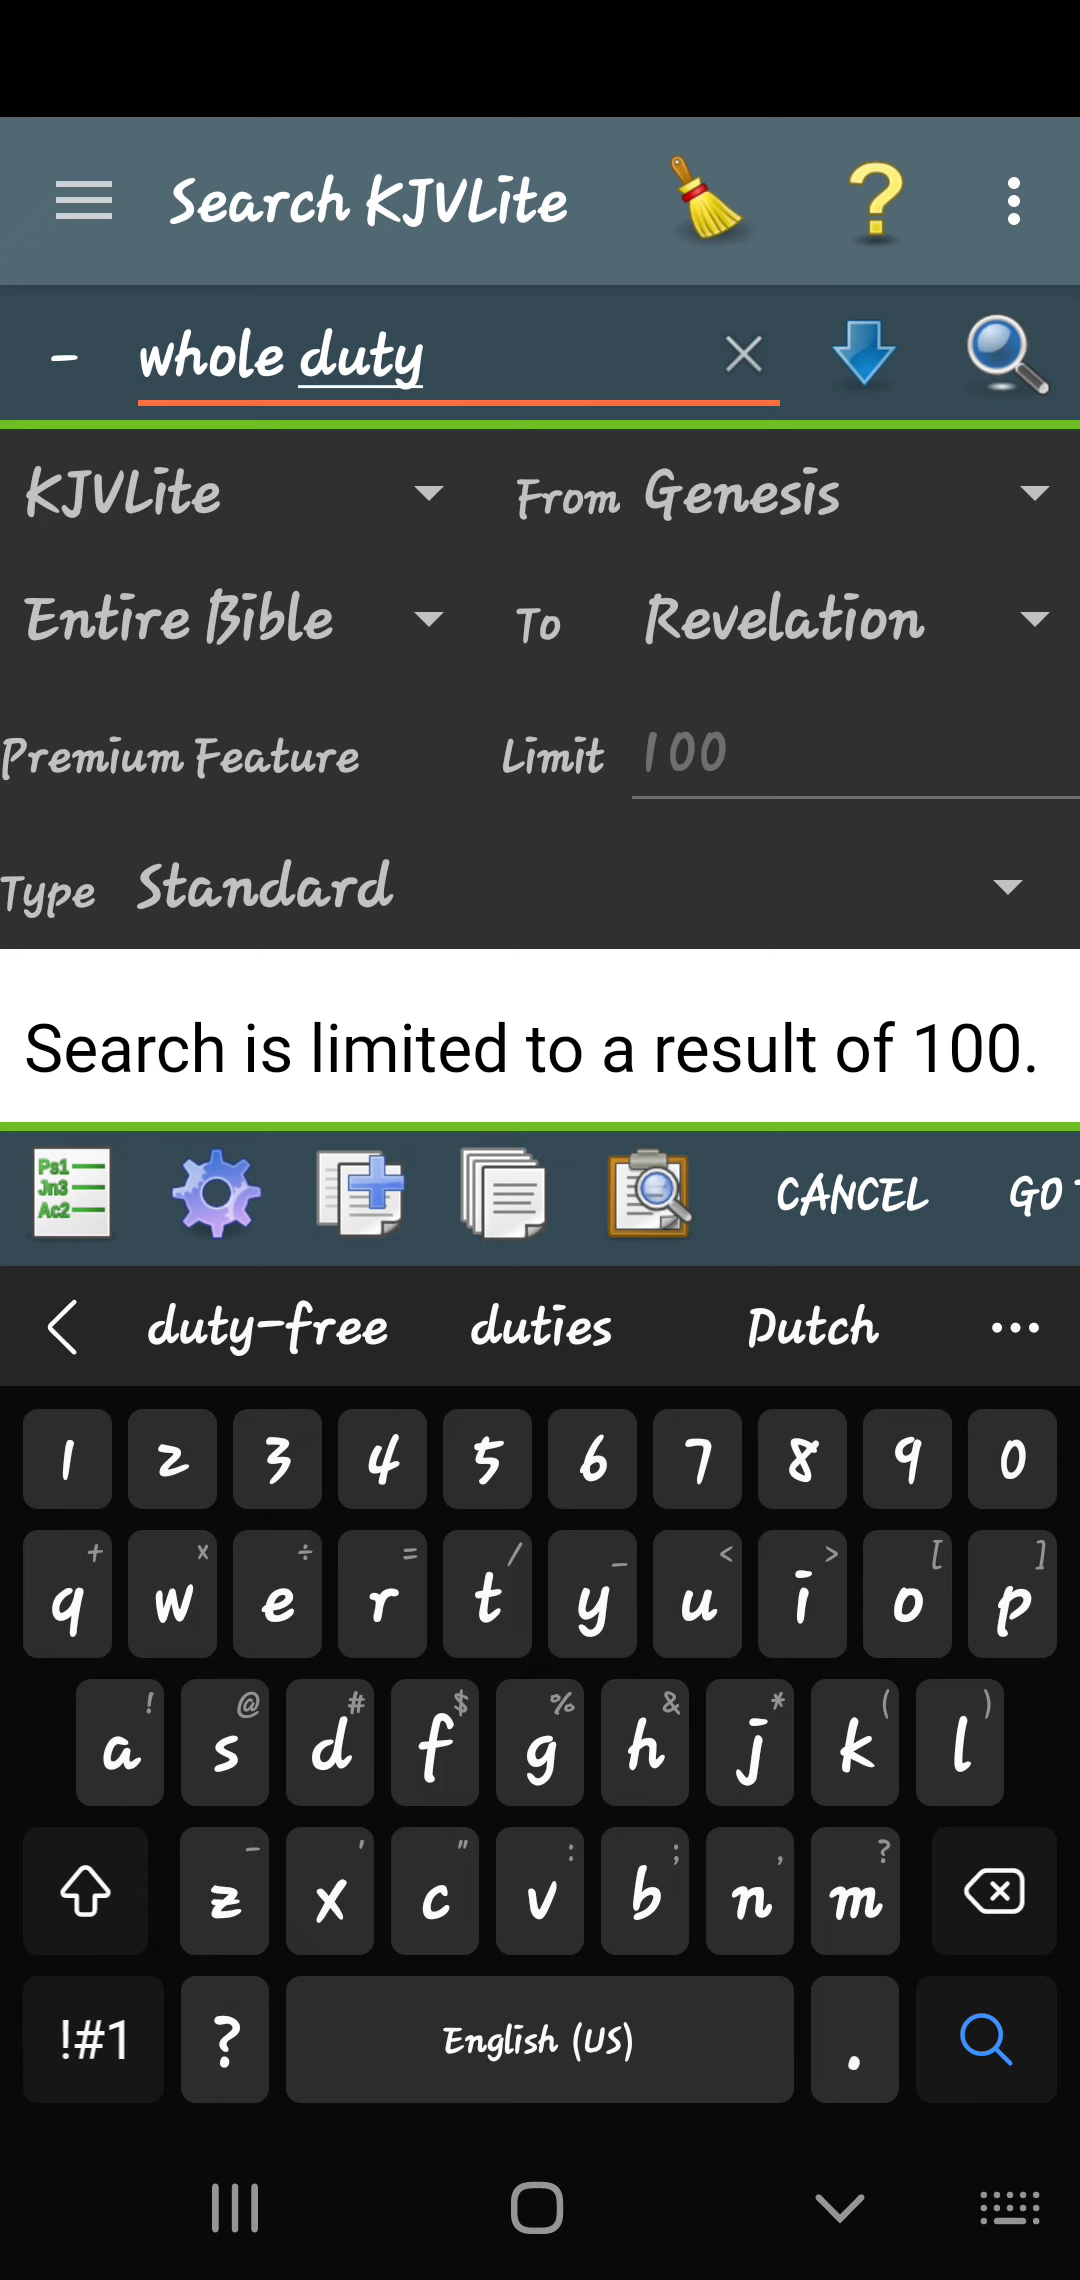 Search KJVLite
- whole duty
KJVLite From Genesis
Entire Bible To Revelation
Premium Feature Limit 100
Type Standard
Search is limited to a result of 100.
Ps1
Jn3
Ac2
CANCEL GO
duty-free duties Dutch ...
1 2 3 4 5 6 7 8 9 0
+ × ÷ = / _ < > [ ]
q w e r t y u i o p
! @ # $ % & * ( )
a s d f g h j k l
- ' " : ; , ?
z x c v b n m
!#1 ? English (US) .